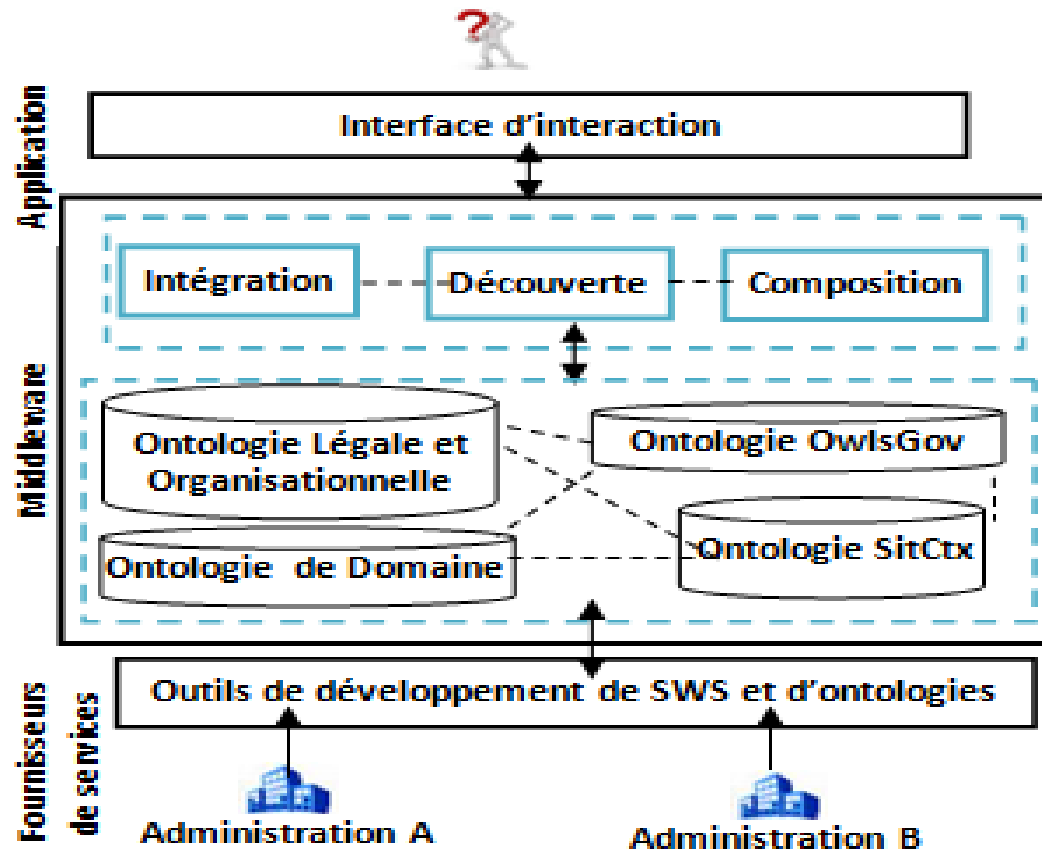 ?
Application
Interface d'interaction
Middleware
Intégration
Découverte
Composition
Ontologie Légale et
Organisationnelle
Ontologie OwlsGov
Ontologie de Domaine
Ontologie SitCtx
Fournisseurs
de services
Outils de développement de SWS et d'ontologies
Administration A
Administration B